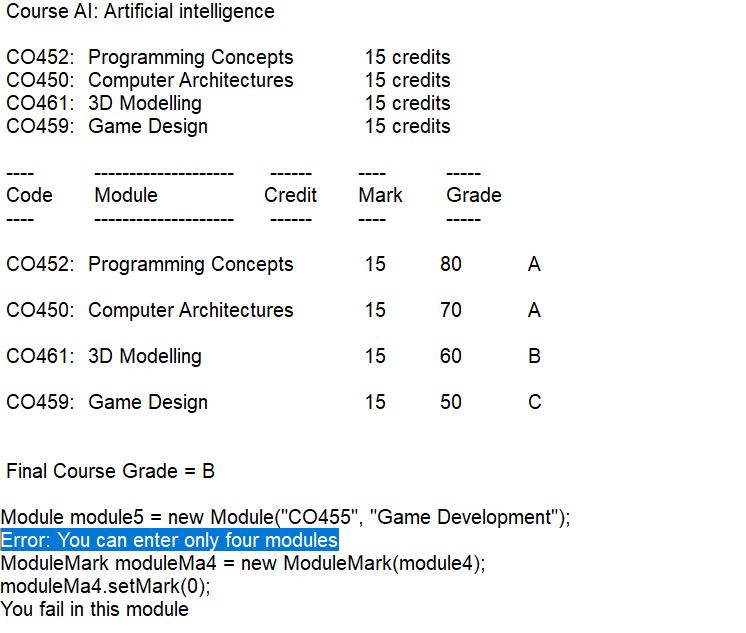 Course AI: Artificial intelligence
CO452: Programming Concepts 15 credits
CO450: Computer Architectures 15 credits
CO461: 3D Modelling 15 credits
CO459: Game Design 15 credits
---- -------------------- ------ ---- -----
Code Module Credit Mark Grade
---- -------------------- ------ ---- -----
CO452: Programming Concepts 15 80 A
CO450: Computer Architectures 15 70 A
CO461: 3D Modelling 15 60 B
CO459: Game Design 15 50 C
Final Course Grade = B
Module module5 = new Module("CO455", "Game Development");
Error: You can enter only four modules
ModuleMark moduleMa4 = new ModuleMark(module4);
moduleMa4.setMark(0);
You fail in this module